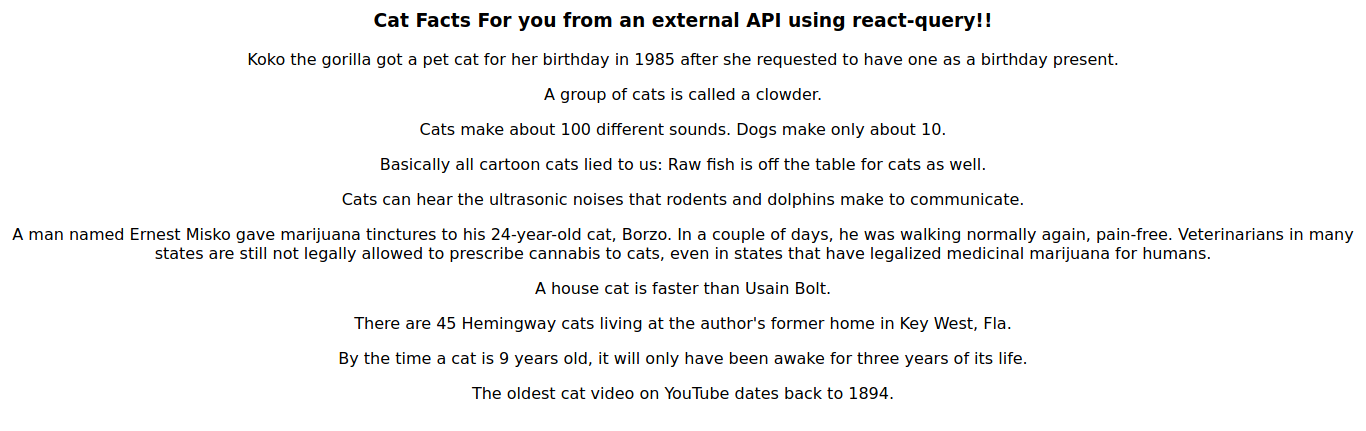 Cat Facts For you from an external API using react-query!!
Koko the gorilla got a pet cat for her birthday in 1985 after she requested to have one as a birthday present.
A group of cats is called a clowder.
Cats make about 100 different sounds. Dogs make only about 10.
Basically all cartoon cats lied to us: Raw fish is off the table for cats as well.
Cats can hear the ultrasonic noises that rodents and dolphins make to communicate.
A man named Ernest Misko gave marijuana tinctures to his 24-year-old cat, Borzo. In a couple of days, he was walking normally again, pain-free. Veterinarians in many
states are still not legally allowed to prescribe cannabis to cats, even in states that have legalized medicinal marijuana for humans.
A house cat is faster than Usain Bolt.
There are 45 Hemingway cats living at the author's former home in Key West, Fla.
By the time a cat is 9 years old, it will only have been awake for three years of its life.
The oldest cat video on YouTube dates back to 1894.